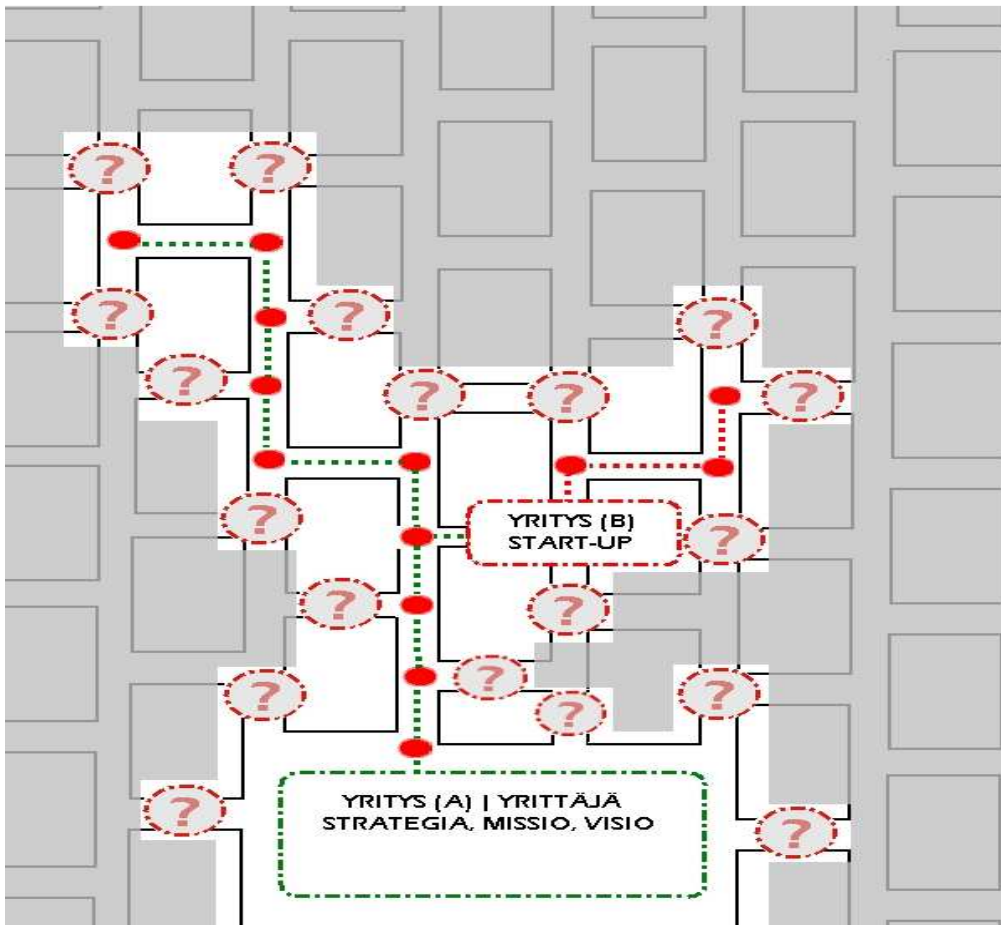 ? ?
? ? ?
?
? ? ?
YRITYS (B)
START-UP
? ?
? ?
?
? ?
?
YRITYS (A) | YRITTÄJÄ
STRATEGIA, MISSIO, VISIO
? ?